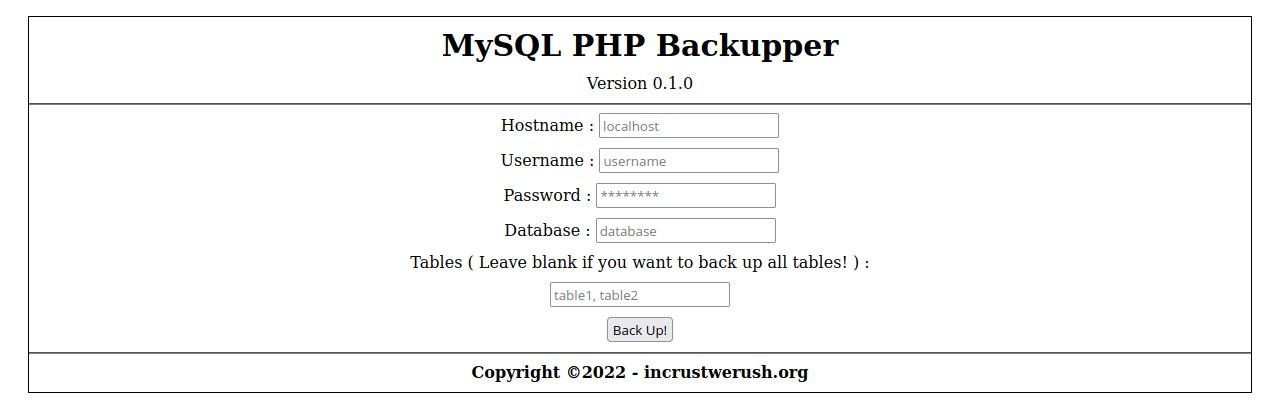 MySQL PHP Backupper
Version 0.1.0
Hostname : localhost
Username : username
Password : ********
Database : database
Tables ( Leave blank if you want to back up all tables! ) :
table1, table2
Back Up!
Copyright ©2022 - incrustwerush.org